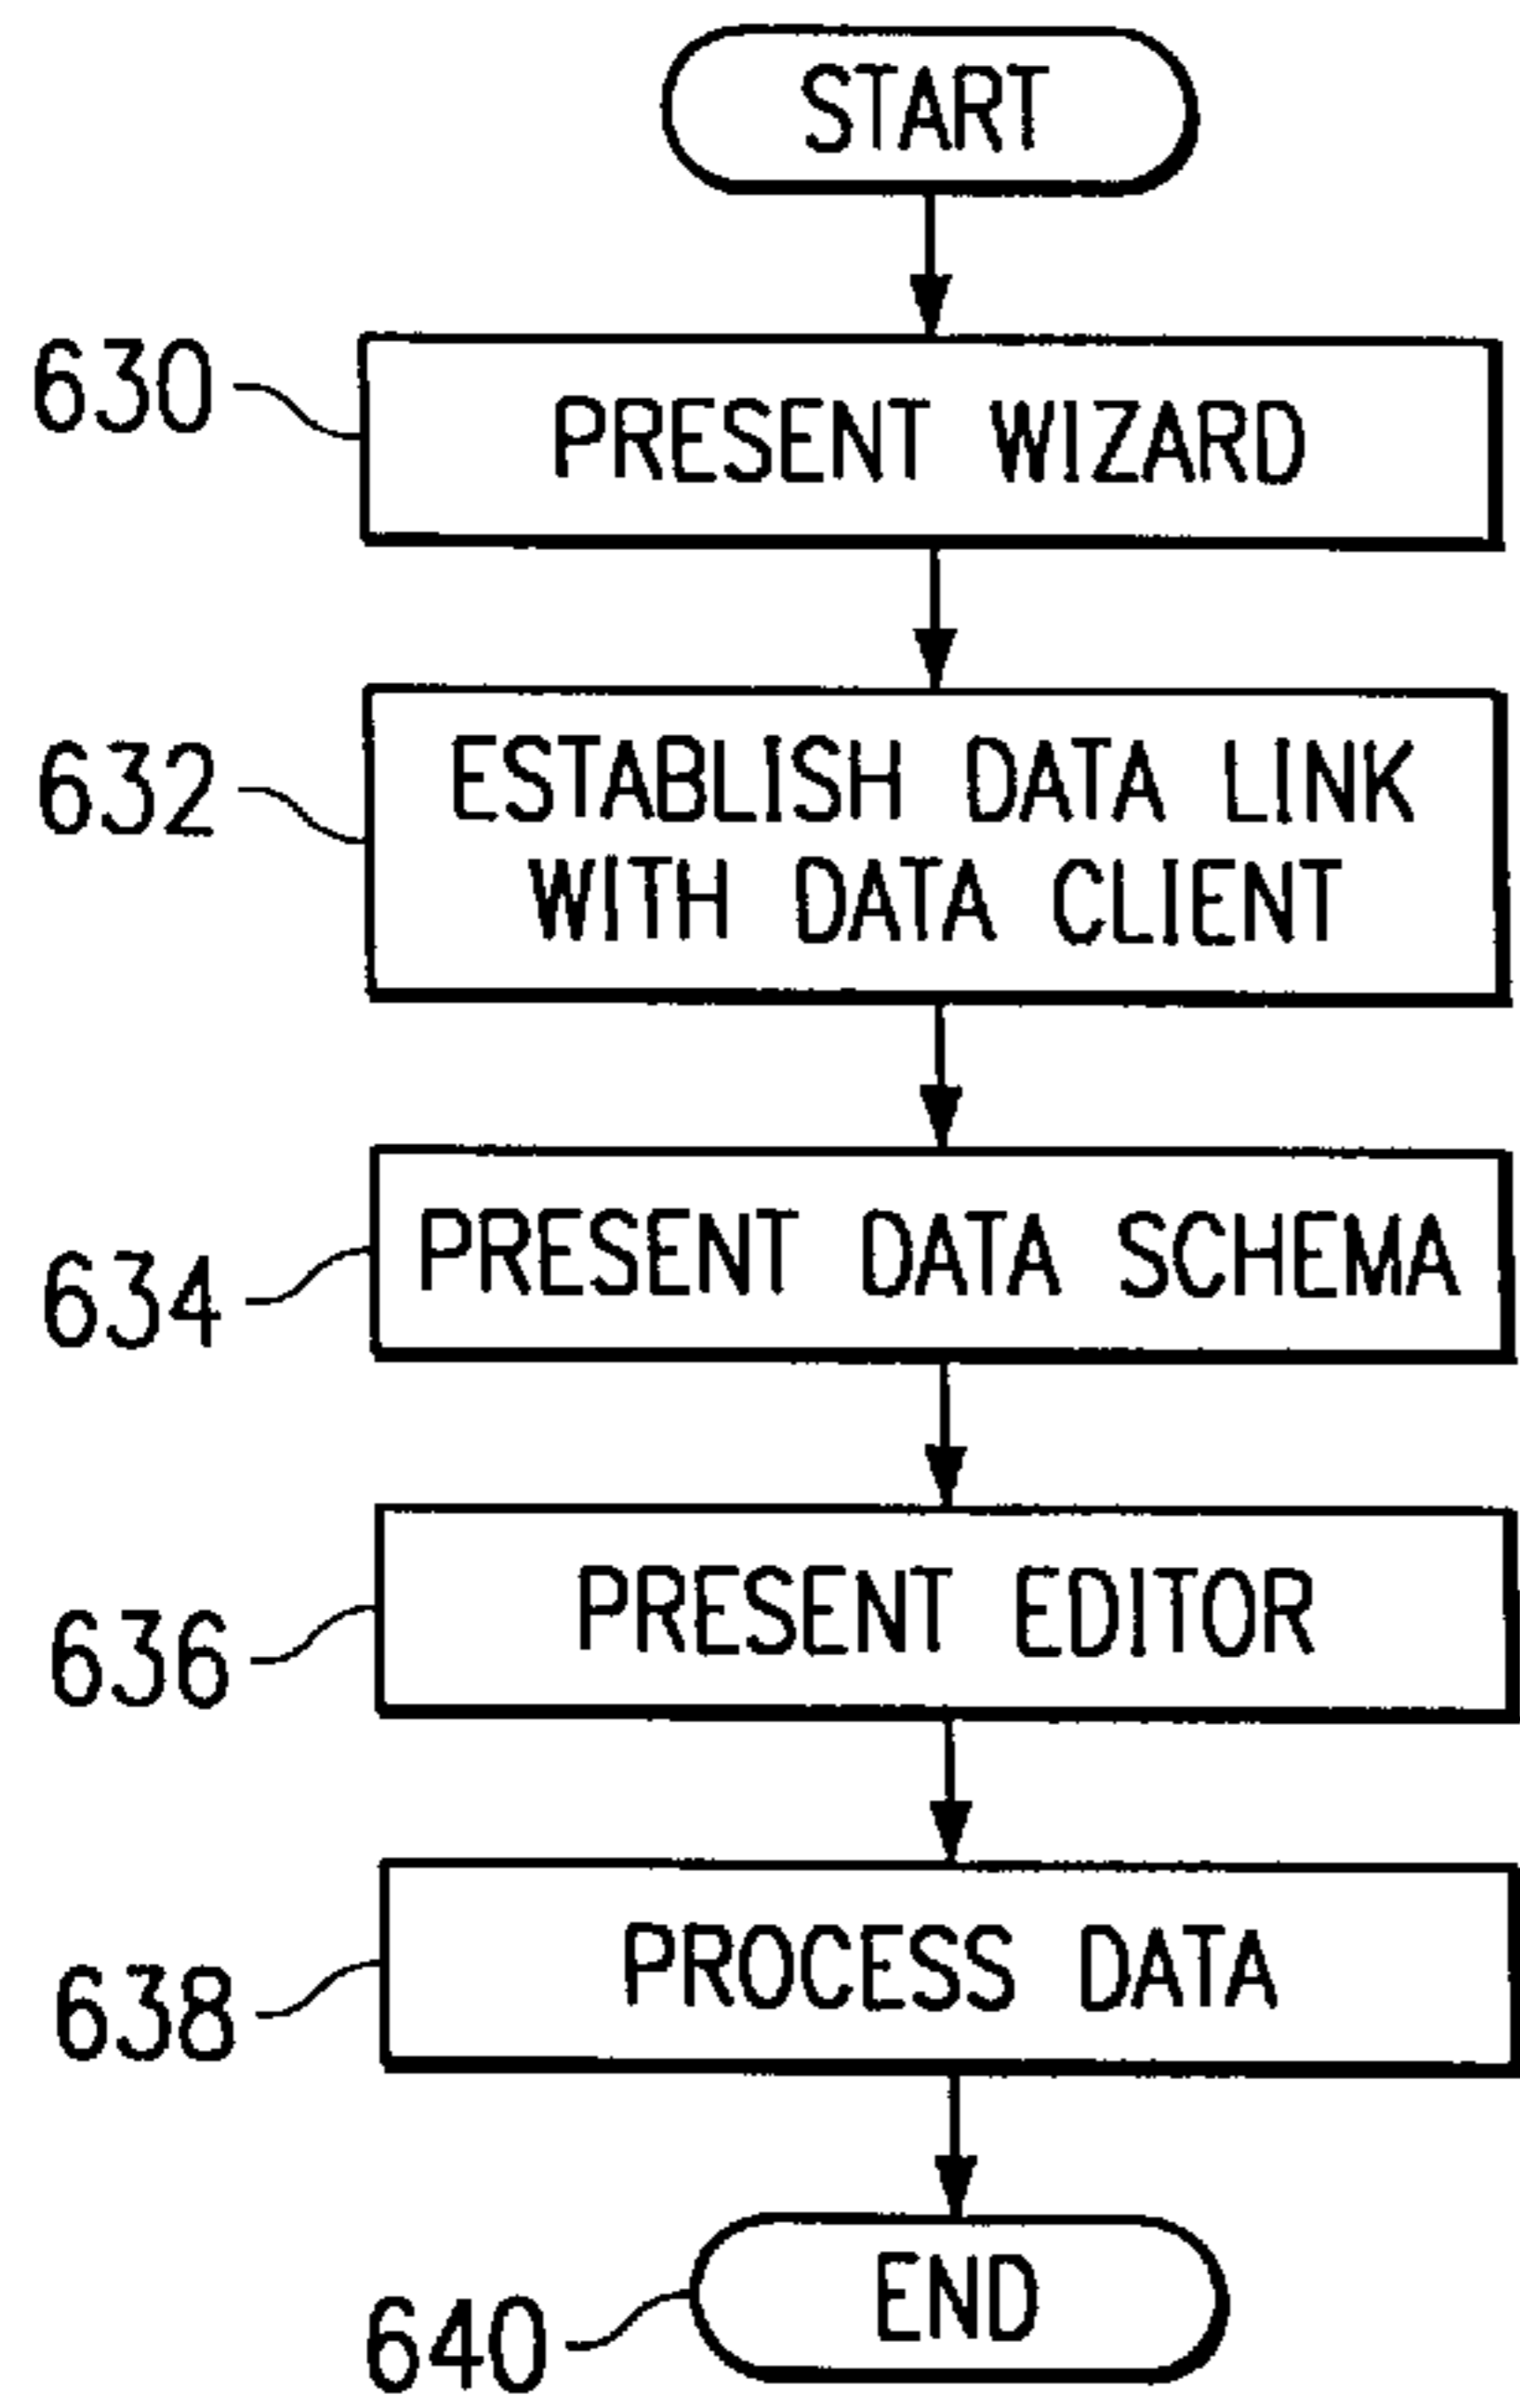 START
630
PRESENT WIZARD
632
ESTABLISH DATA LINK
WITH DATA CLIENT
634
PRESENT DATA SCHEMA
636
PRESENT EDITOR
638
PROCESS DATA
640
END